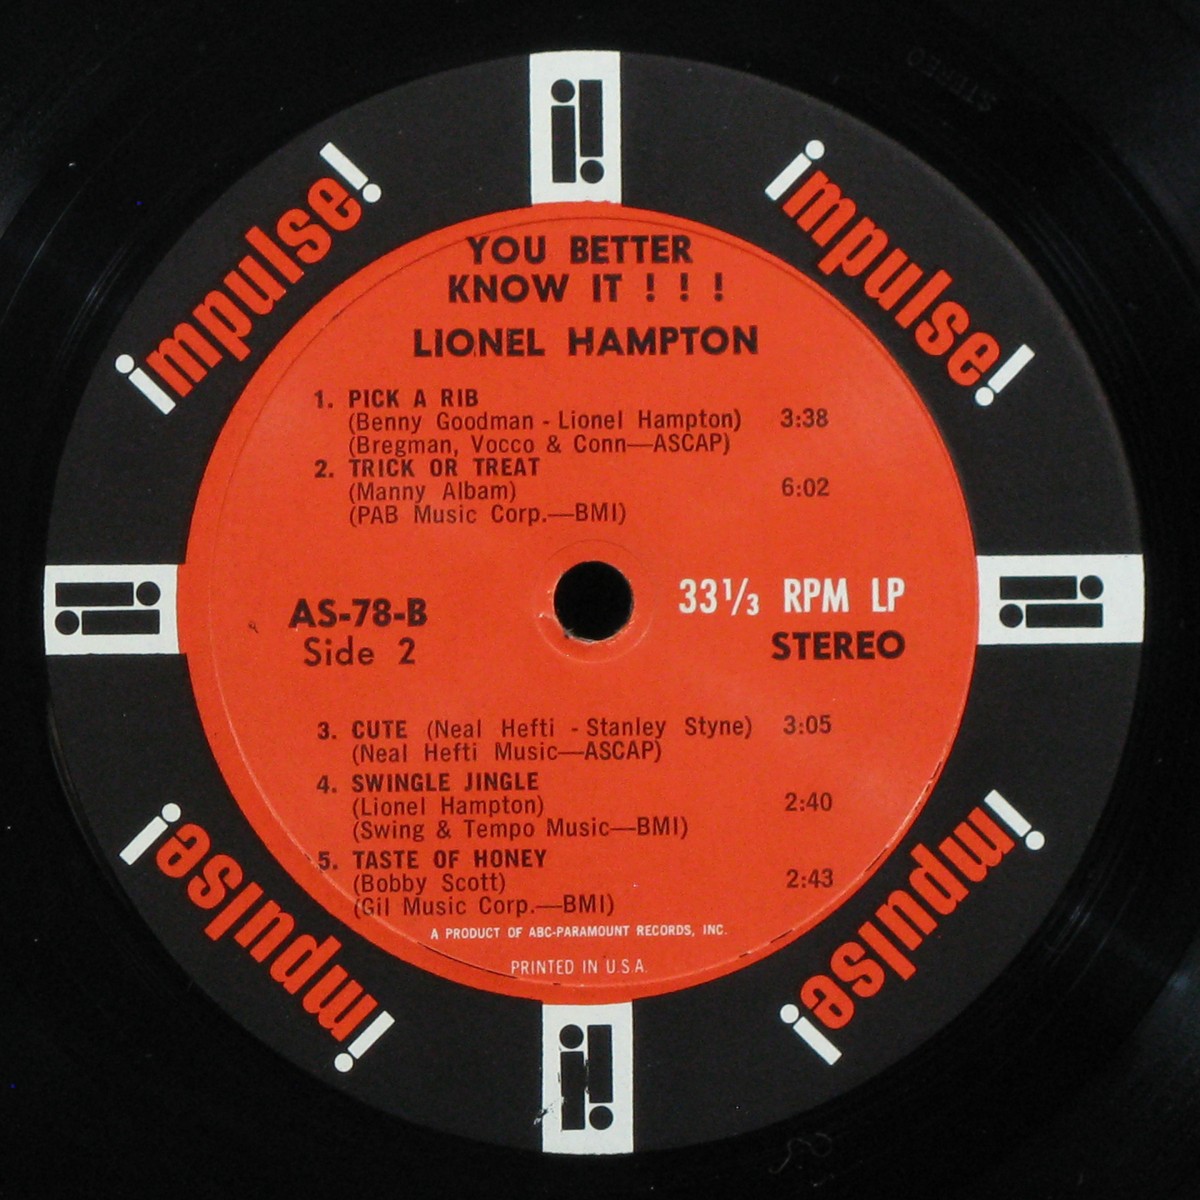 impulse!
impulse!
YOU BETTER
KNOW IT ! ! !
LIONEL HAMPTON
1. PICK A RIB
(Benny Goodman - Lionel Hampton) 3:38
(Bregman, Vocco & Conn—ASCAP)
2. TRICK OR TREAT
(Manny Albam) 6:02
(PAB Music Corp.—BMI)
AS-78-B
Side 2
33 1/3 RPM LP
STEREO
3. CUTE (Neal Hefti - Stanley Styne) 3:05
(Neal Hefti Music—ASCAP)
4. SWINGLE JINGLE
(Lionel Hampton) 2:40
(Swing & Tempo Music—BMI)
5. TASTE OF HONEY
(Bobby Scott) 2:43
(Gil Music Corp.—BMI)
A PRODUCT OF ABC-PARAMOUNT RECORDS, INC.
PRINTED IN U.S.A.
impulse!
impulse!
STEREO